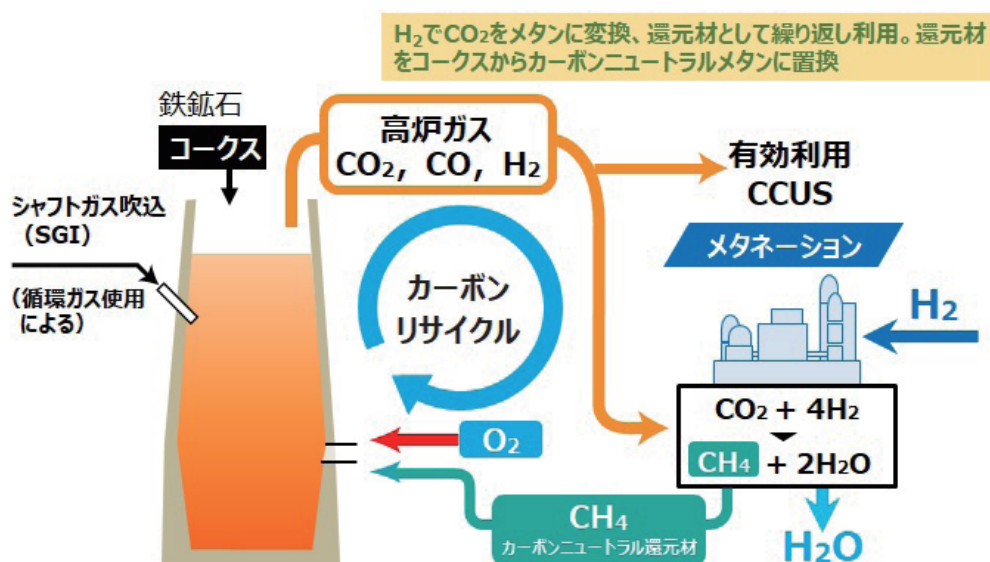 H₂でCO₂をメタンに変換、還元材として繰り返し利用。還元材
をコークスからカーボンニュートラルメタンに置換
鉄鉱石
コークス
高炉ガス
CO₂, CO, H₂
有効利用
CCUS
シャフトガス吹込
（SGI）
（循環ガス使用
による）
カーボン
リサイクル
メタネーション
H₂
O₂
CO₂ + 4H₂
CH₄ + 2H₂O
CH₄
カーボンニュートラル還元材
H₂O